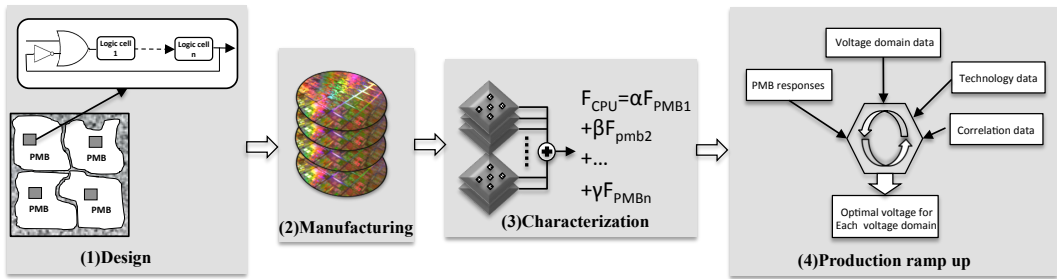 Logic cell
1
Logic cell
n
PMB
PMB
PMB
PMB
(1)Design
(2)Manufacturing
F_CPU=αF_PMB1
+βF_pmb2
+...
+γF_PMBn
(3)Characterization
Voltage domain data
PMB responses
Technology data
Correlation data
Optimal voltage for
Each voltage domain
(4)Production ramp up